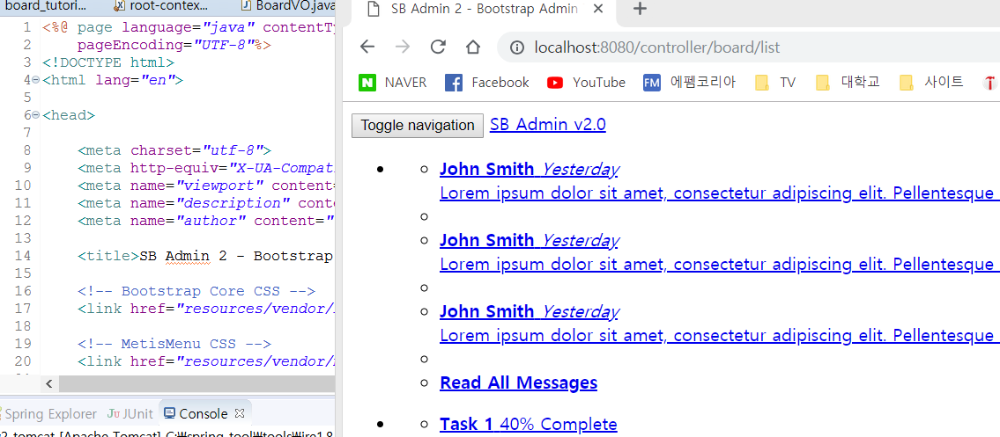 board_tutori... root-contex... BoardVO.java
1 <%@ page language="java" contentTy
2 pageEncoding="UTF-8"%>
3 <!DOCTYPE html>
4 <html lang="en">
5
6 <head>
7
8 <meta charset="utf-8">
9 <meta http-equiv="X-UA-Compati
10 <meta name="viewport" content=
11 <meta name="description" conte
12 <meta name="author" content="
13
14 <title>SB Admin 2 - Bootstrap
15
16 <!-- Bootstrap Core CSS -->
17 <link href="resources/vendor/
18
19 <!-- MetisMenu CSS -->
20 <link href="resources/vendor/
Spring Explorer JUnit Console
SB Admin 2 - Bootstrap Admin
localhost:8080/controller/board/list
NAVER Facebook YouTube FM 에펨코리아 TV 대학교 사이트
Toggle navigation SB Admin v2.0
John Smith Yesterday
Lorem ipsum dolor sit amet, consectetur adipiscing elit. Pellentesque
John Smith Yesterday
Lorem ipsum dolor sit amet, consectetur adipiscing elit. Pellentesque
John Smith Yesterday
Lorem ipsum dolor sit amet, consectetur adipiscing elit. Pellentesque
Read All Messages
Task 1 40% Complete